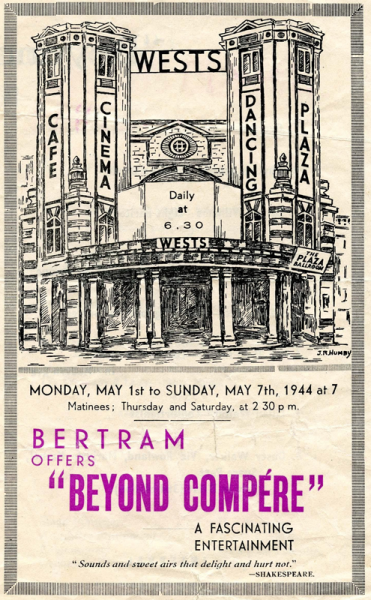 WESTS
CAFE
CINEMA
DANCING
PLAZA
Daily
at
6.30
WESTS
THE
PLAZA
BALLROOM
J.R.HUMBY
MONDAY, MAY 1st to SUNDAY, MAY 7th, 1944 at 7
Matinees; Thursday and Saturday, at 2 30 p.m.
BERTRAM
OFFERS
"BEYOND COMPÉRE"
A FASCINATING
ENTERTAINMENT
"Sounds and sweet airs that delight and hurt not."
—SHAKESPEARE.